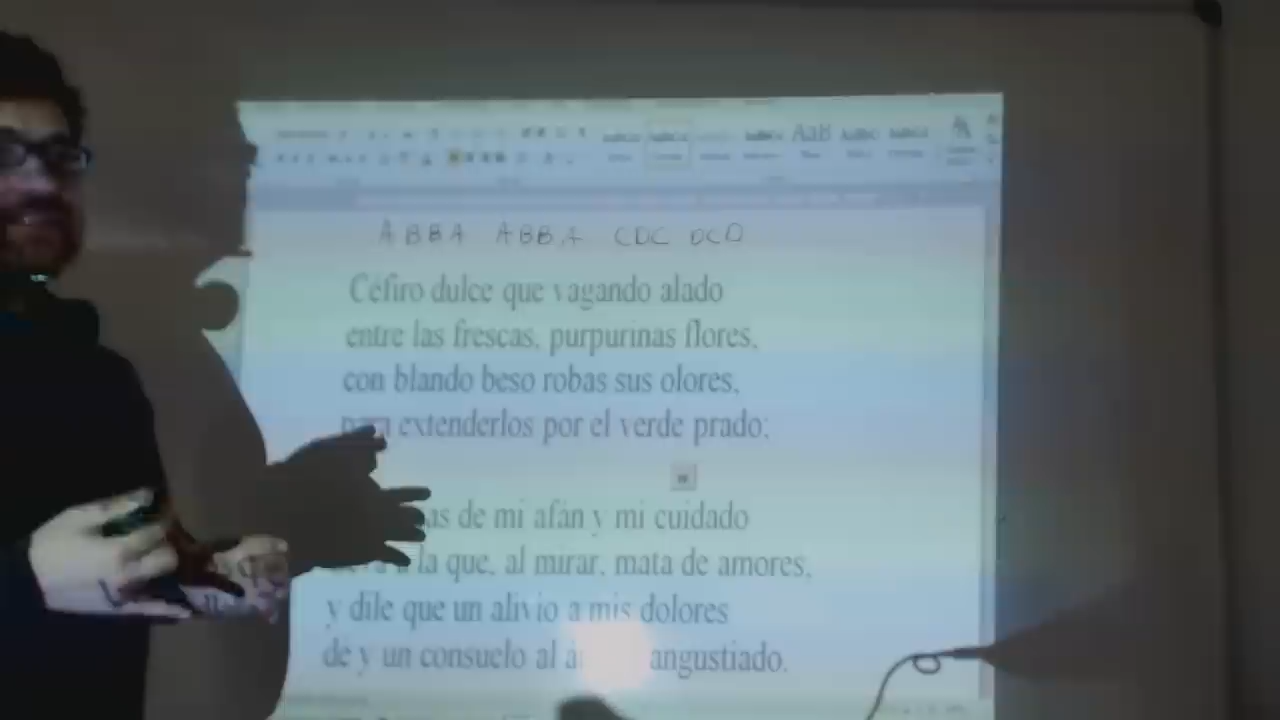 AaB
ABBA ABBA CDC DCD
Céfiro dulce que vagando alado
entre las frescas, purpurinas flores,
con blando beso robas sus olores,
para extenderlos por el verde prado;
de mi afán y mi cuidado
la que, al mirar, mata de amores,
y dile que un alivio a mis dolores
de y un consuelo al angustiado.